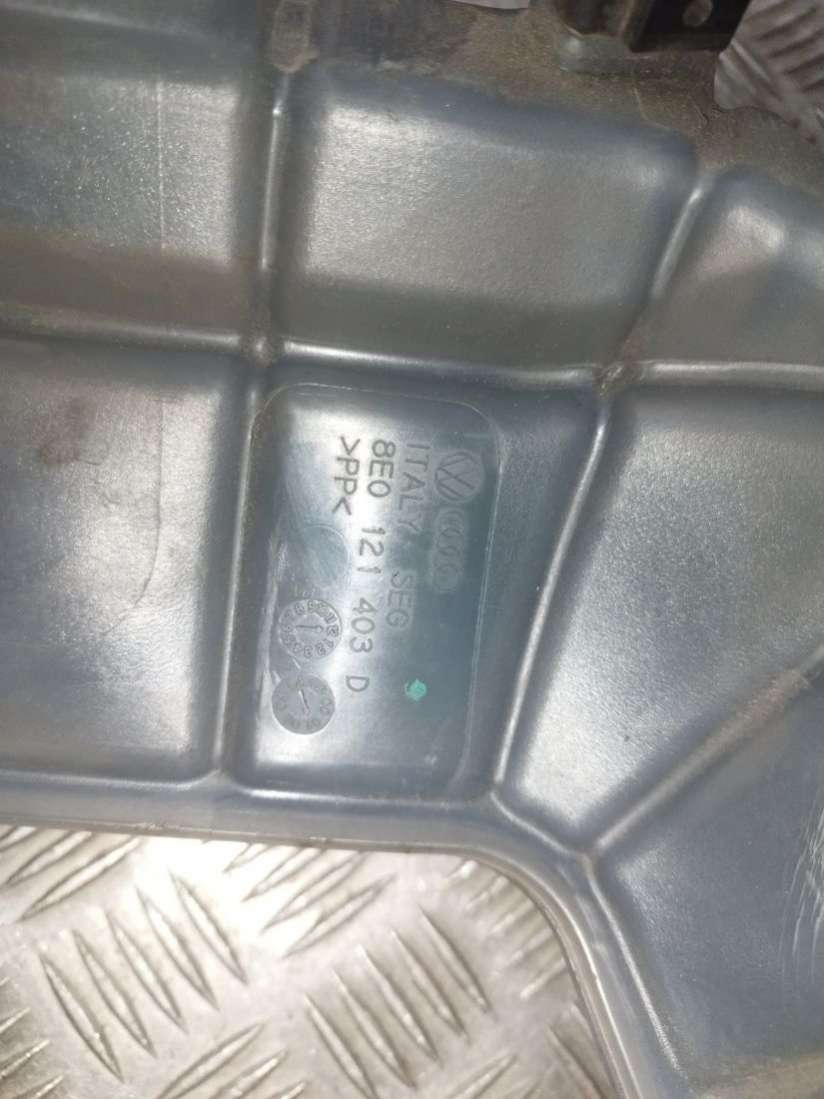 ITALY SEG
8E0 121 403 D
>PP<